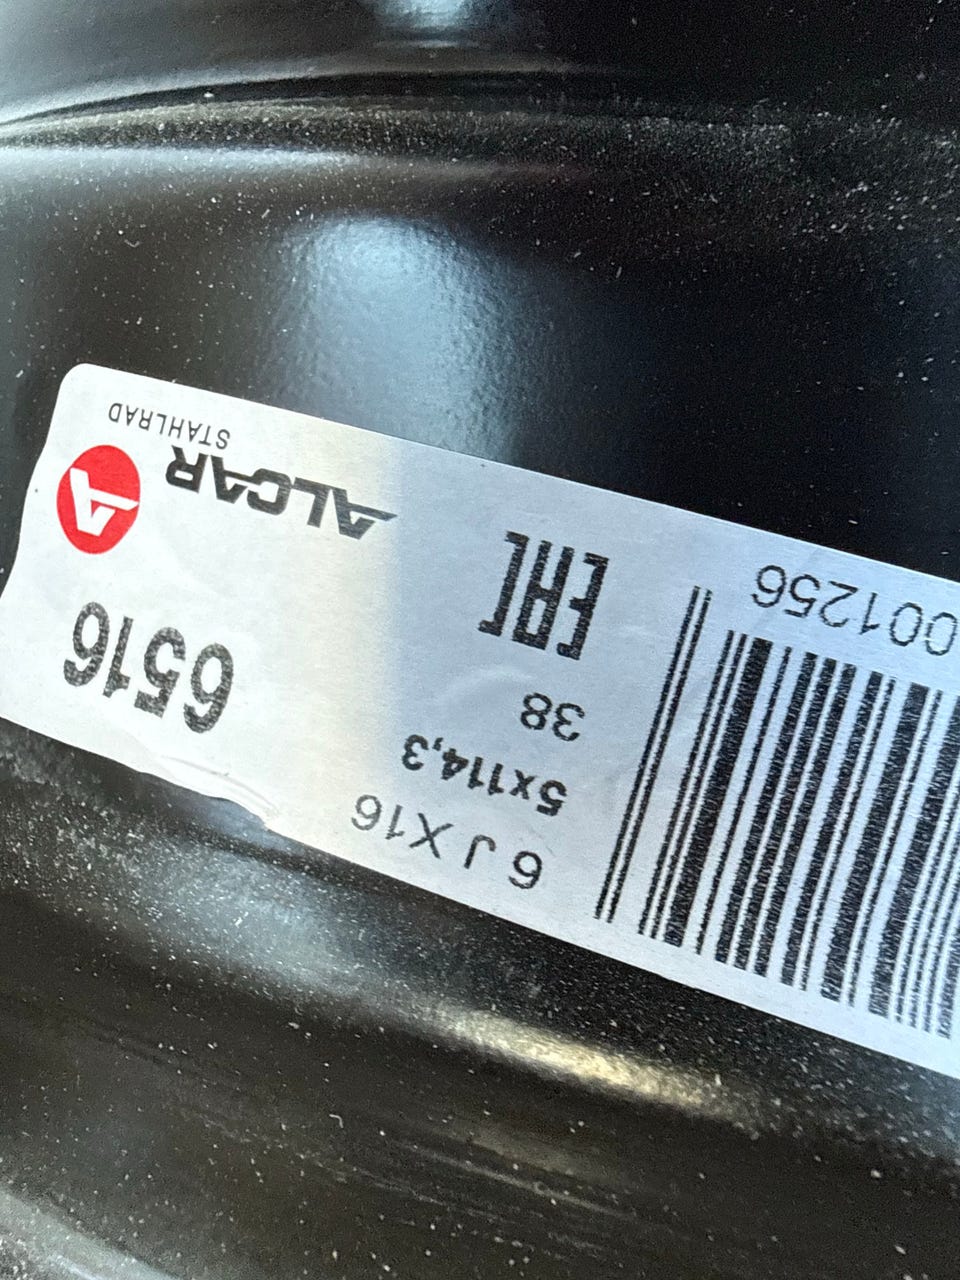 001256
6 J X16
5x114,3
38
EAC
6516
ALCAR
STAHLRAD